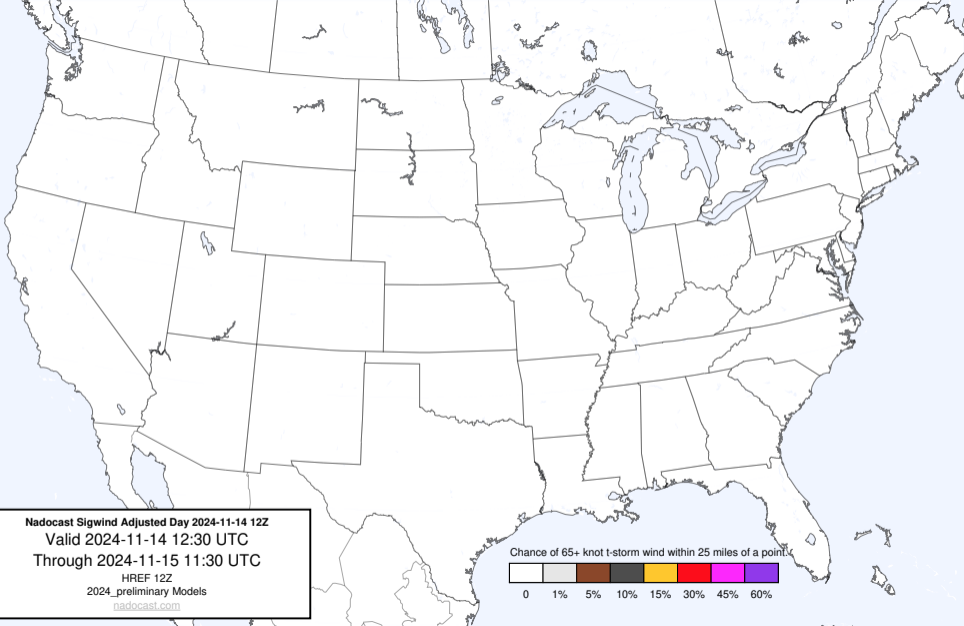 Nadocast Sigwind Adjusted Day 2024-11-14 12Z
Valid 2024-11-14 12:30 UTC
Through 2024-11-15 11:30 UTC
HREF 12Z
2024_preliminary Models
nadocast.com
Chance of 65+ knot t-storm wind within 25 miles of a point.
0 1% 5% 10% 15% 30% 45% 60%